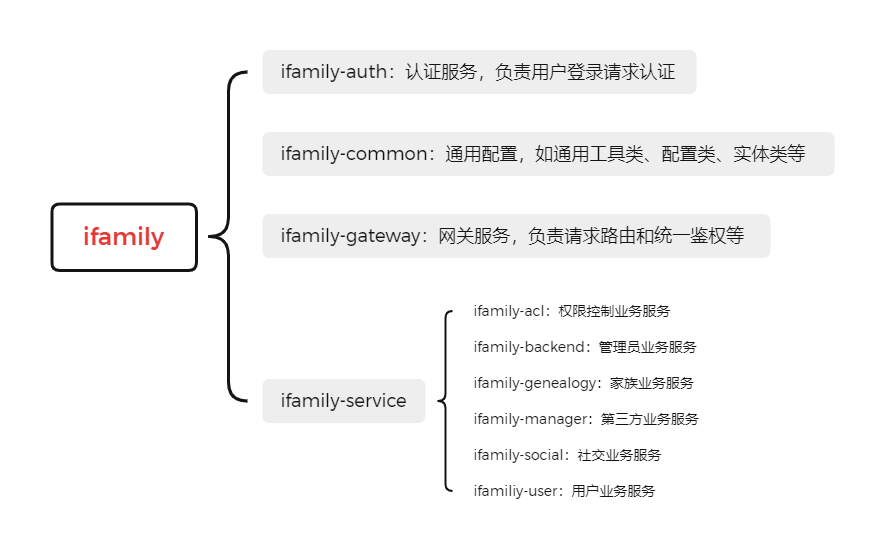 ifamily
ifamily-auth：认证服务，负责用户登录请求认证
ifamily-common：通用配置，如通用工具类、配置类、实体类等
ifamily-gateway：网关服务，负责请求路由和统一鉴权等
ifamily-service
ifamily-acl：权限控制业务服务
ifamily-backend：管理员业务服务
ifamily-genealogy：家族业务服务
ifamily-manager：第三方业务服务
ifamily-social：社交业务服务
ifamiliy-user：用户业务服务